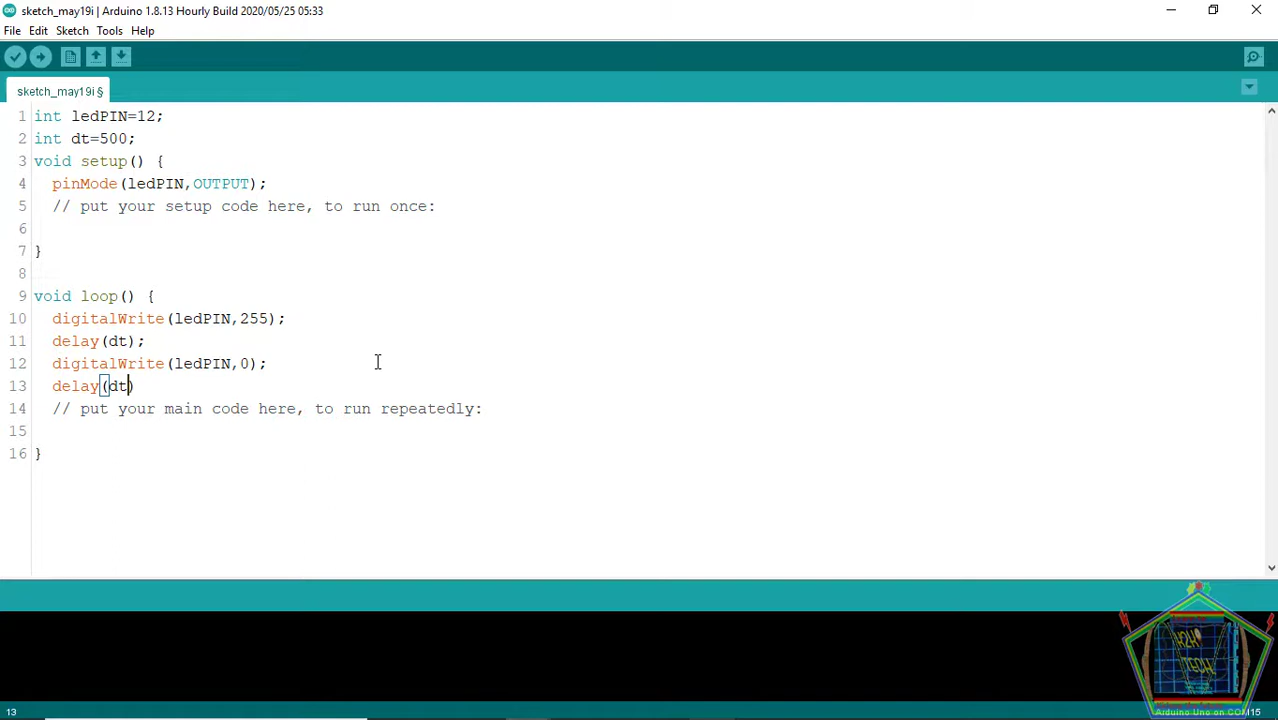 sketch_may19i | Arduino 1.8.13 Hourly Build 2020/05/25 05:33
File Edit Sketch Tools Help
sketch_may19i §
1 int ledPIN=12;
2 int dt=500;
3 void setup() {
4 pinMode(ledPIN,OUTPUT);
5 // put your setup code here, to run once:
6
7 }
8
9 void loop() {
10 digitalWrite(ledPIN,255);
11 delay(dt);
12 digitalWrite(ledPIN,0);
13 delay(dt)
14 // put your main code here, to run repeatedly:
15
16 }
H2H
TECH
13
Arduino Uno on COM15